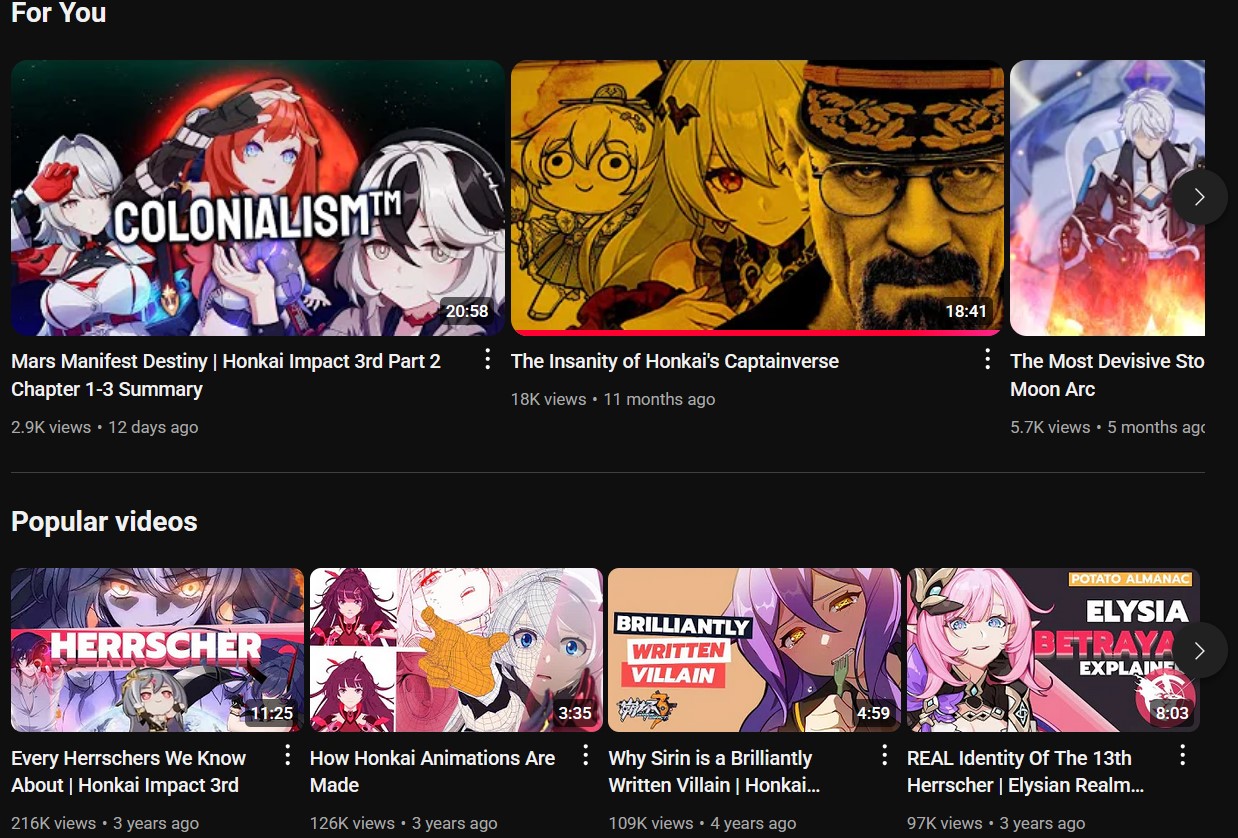 For You
COLONIALISM™
20:58
18:41
Mars Manifest Destiny | Honkai Impact 3rd Part 2
Chapter 1-3 Summary
2.9K views • 12 days ago
The Insanity of Honkai's Captainverse
18K views • 11 months ago
The Most Devisive Sto
Moon Arc
5.7K views • 5 months ago
Popular videos
HERRSCHER
11:25
3:35
BRILLIANTLY
WRITTEN
VILLAIN
4:59
POTATO ALMANAC
ELYSIA
BETRAYA
EXPLAINE
8:03
Every Herrschers We Know
About | Honkai Impact 3rd
216K views • 3 years ago
How Honkai Animations Are
Made
126K views • 3 years ago
Why Sirin is a Brilliantly
Written Villain | Honkai...
109K views • 4 years ago
REAL Identity Of The 13th
Herrscher | Elysian Realm...
97K views • 3 years ago